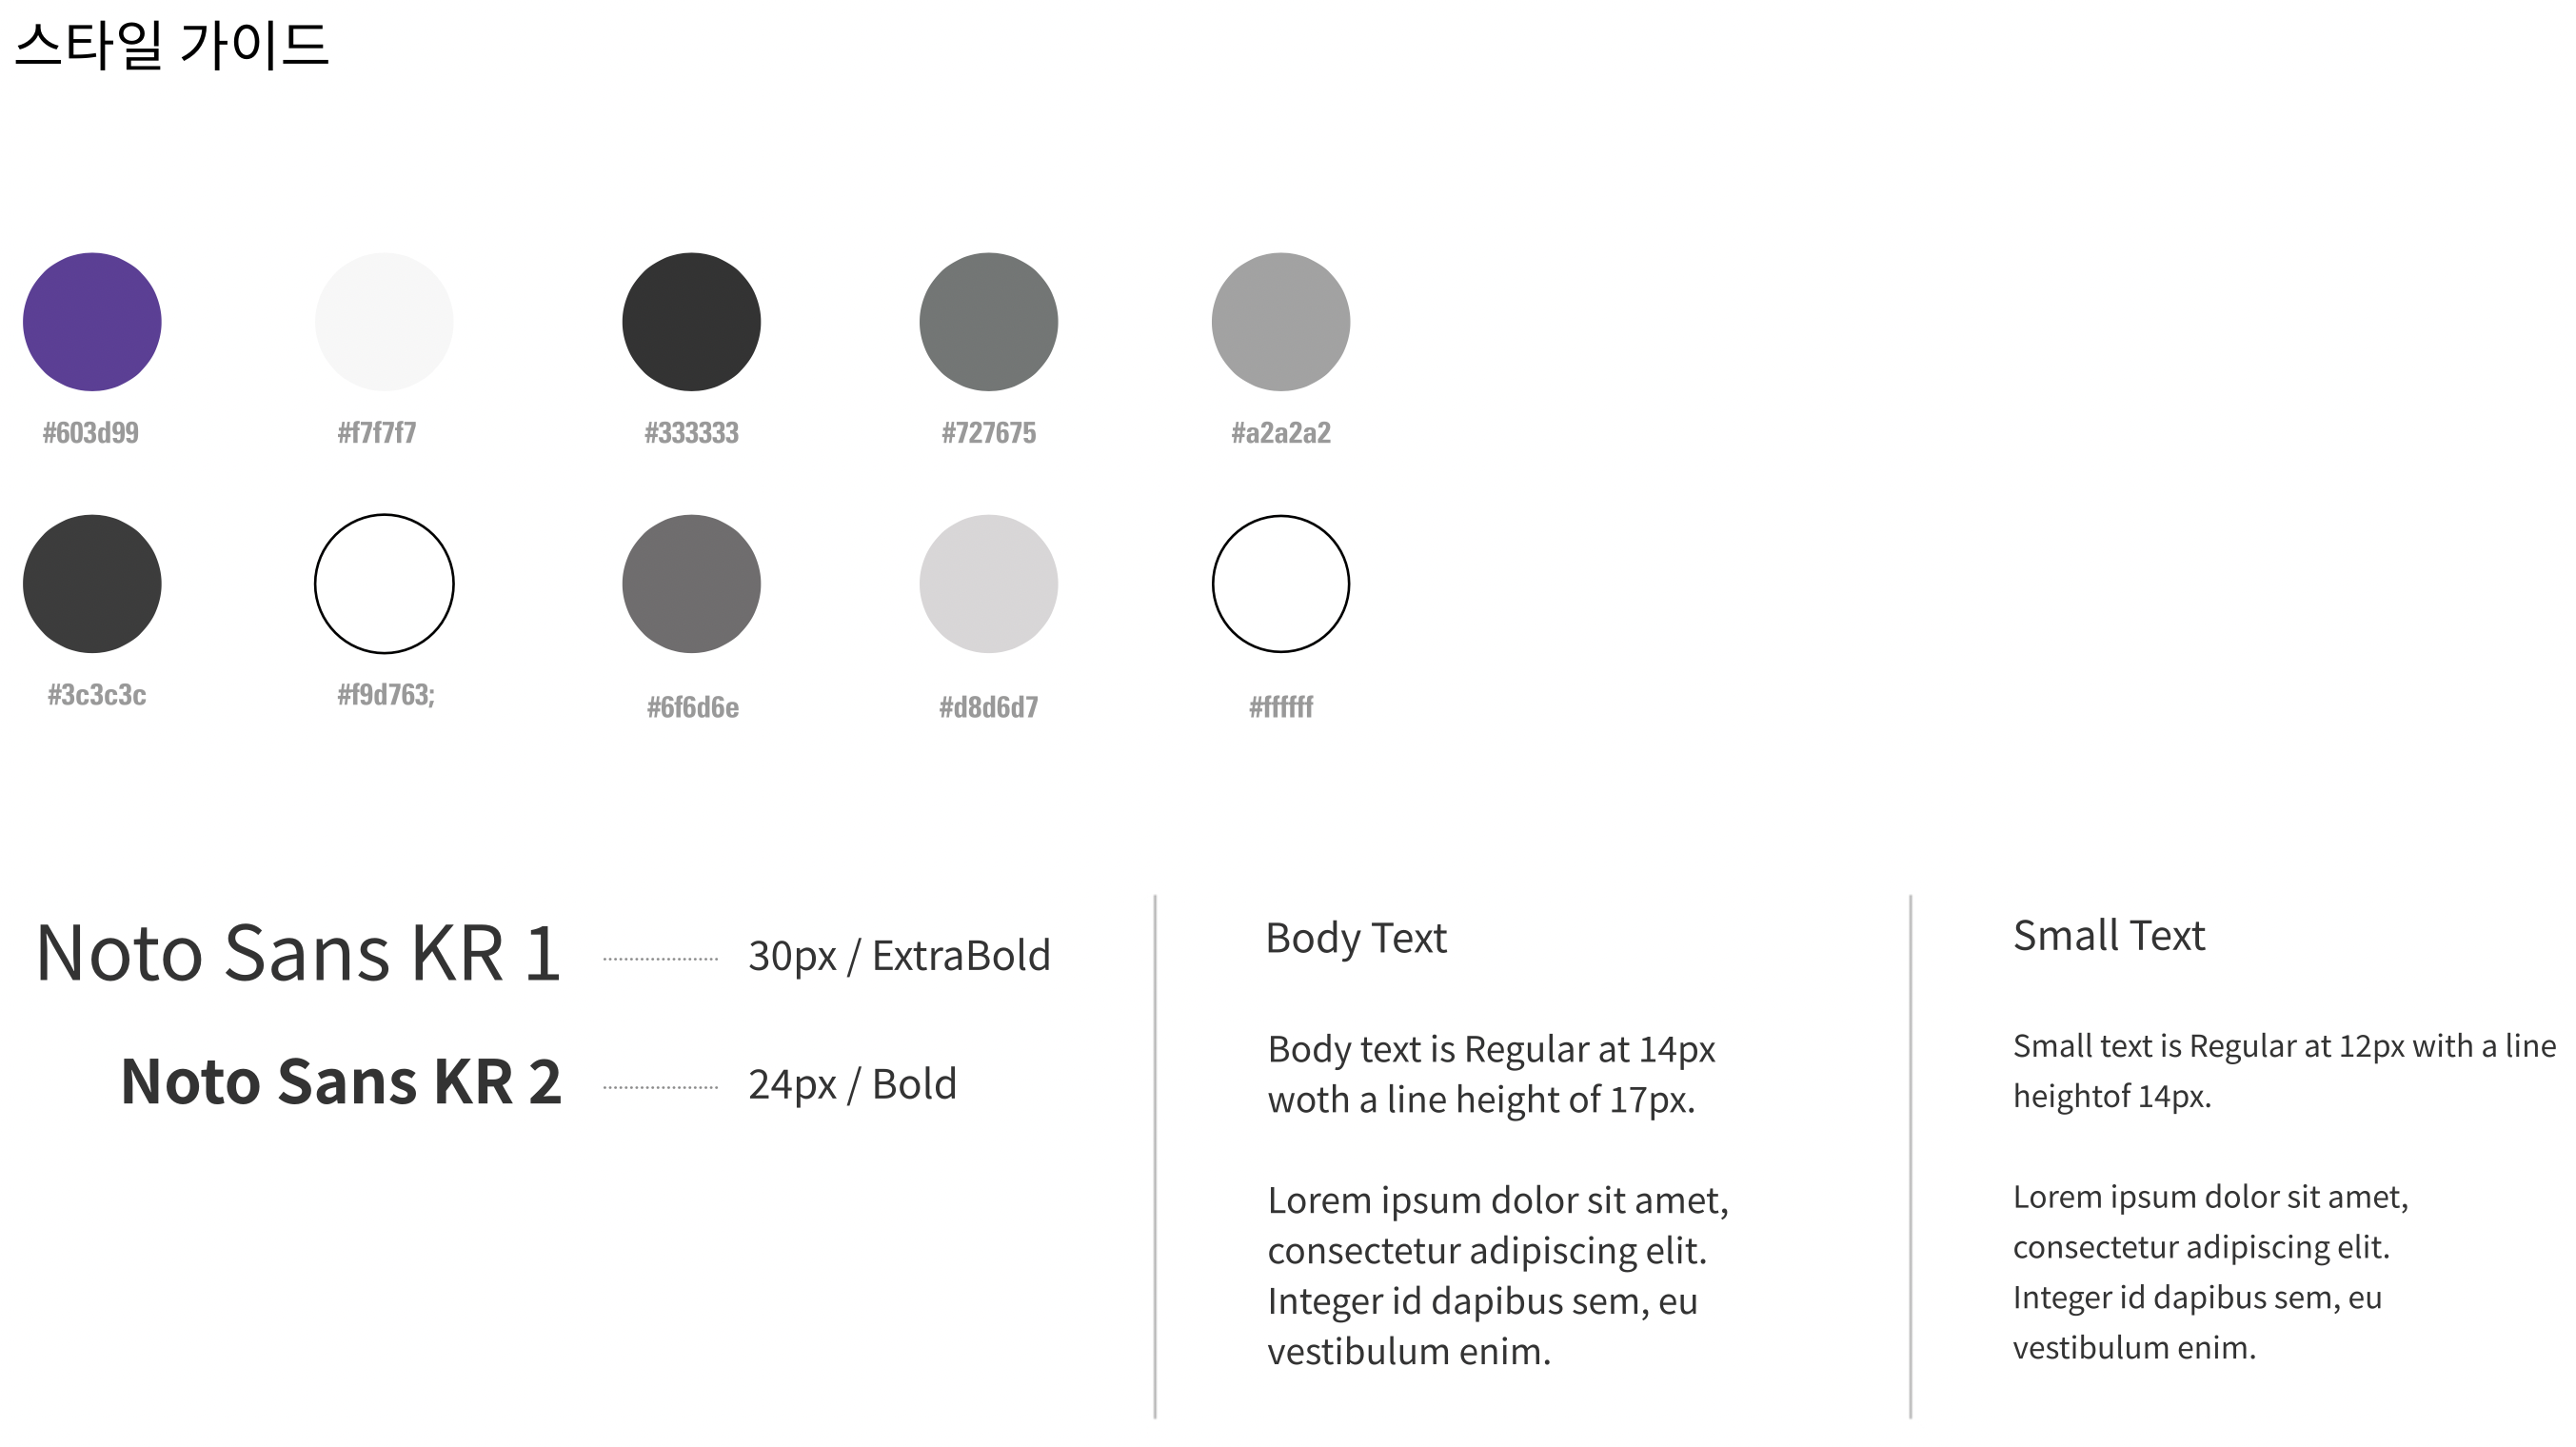 스타일 가이드
#603d99
#f7f7f7
#333333
#727675
#a2a2a2
#3c3c3c
#f9d763;
#6f6d6e
#d8d6d7
#ffffff
Noto Sans KR 1
30px / ExtraBold
Noto Sans KR 2
24px / Bold
Body Text
Body text is Regular at 14px
woth a line height of 17px.
Lorem ipsum dolor sit amet,
consectetur adipiscing elit.
Integer id dapibus sem, eu
vestibulum enim.
Small Text
Small text is Regular at 12px with a line
heightof 14px.
Lorem ipsum dolor sit amet,
consectetur adipiscing elit.
Integer id dapibus sem, eu
vestibulum enim.